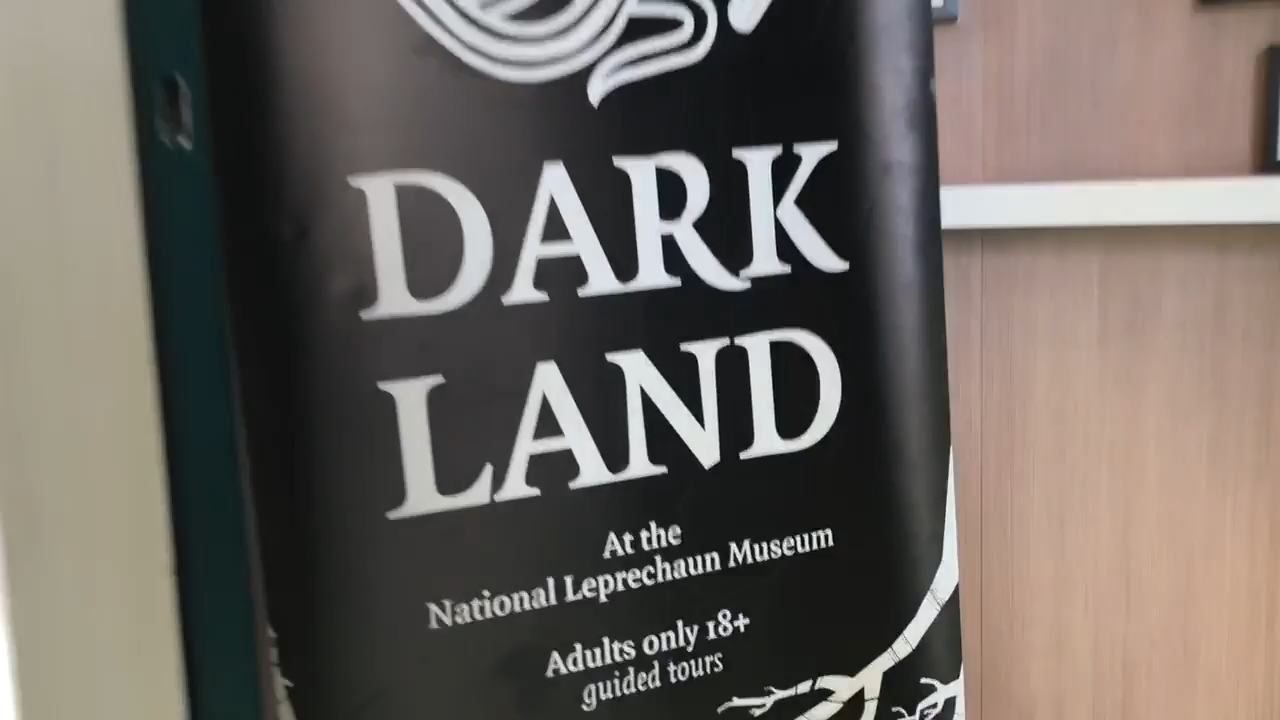 DARK
LAND
At the
National Leprechaun Museum
Adults only 18+
guided tours